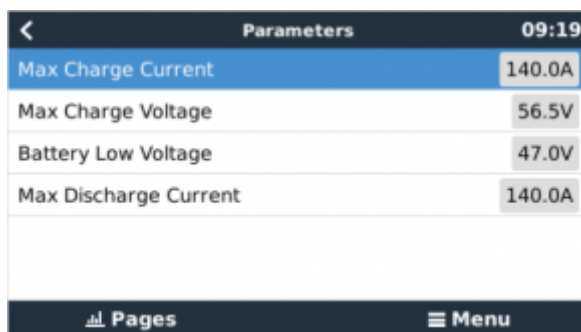 Parameters 09:19
Max Charge Current 140.0A
Max Charge Voltage 56.5V
Battery Low Voltage 47.0V
Max Discharge Current 140.0A
Pages Menu